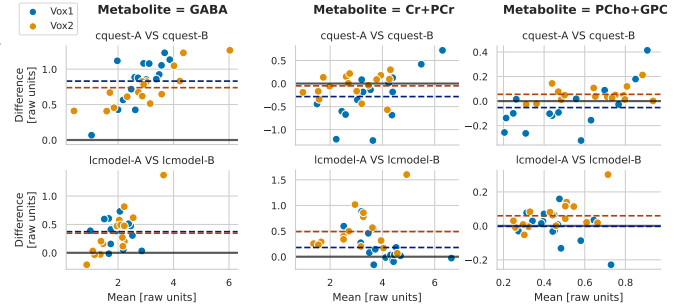 Vox1
Vox2
Metabolite = GABA
Metabolite = Cr+PCr
Metabolite = PCho+GPC
cquest-A VS cquest-B
cquest-A VS cquest-B
cquest-A VS cquest-B
Difference
[raw units]
1.0
0.5
0.0
0.5
0.0
−0.5
−1.0
0.4
0.2
0.0
−0.2
lcmodel-A VS lcmodel-B
lcmodel-A VS lcmodel-B
lcmodel-A VS lcmodel-B
Difference
[raw units]
1.0
0.5
0.0
1.5
1.0
0.5
0.0
0.2
0.0
−0.2
0
2
4
6
2
4
6
0.2
0.4
0.6
0.8
Mean [raw units]
Mean [raw units]
Mean [raw units]